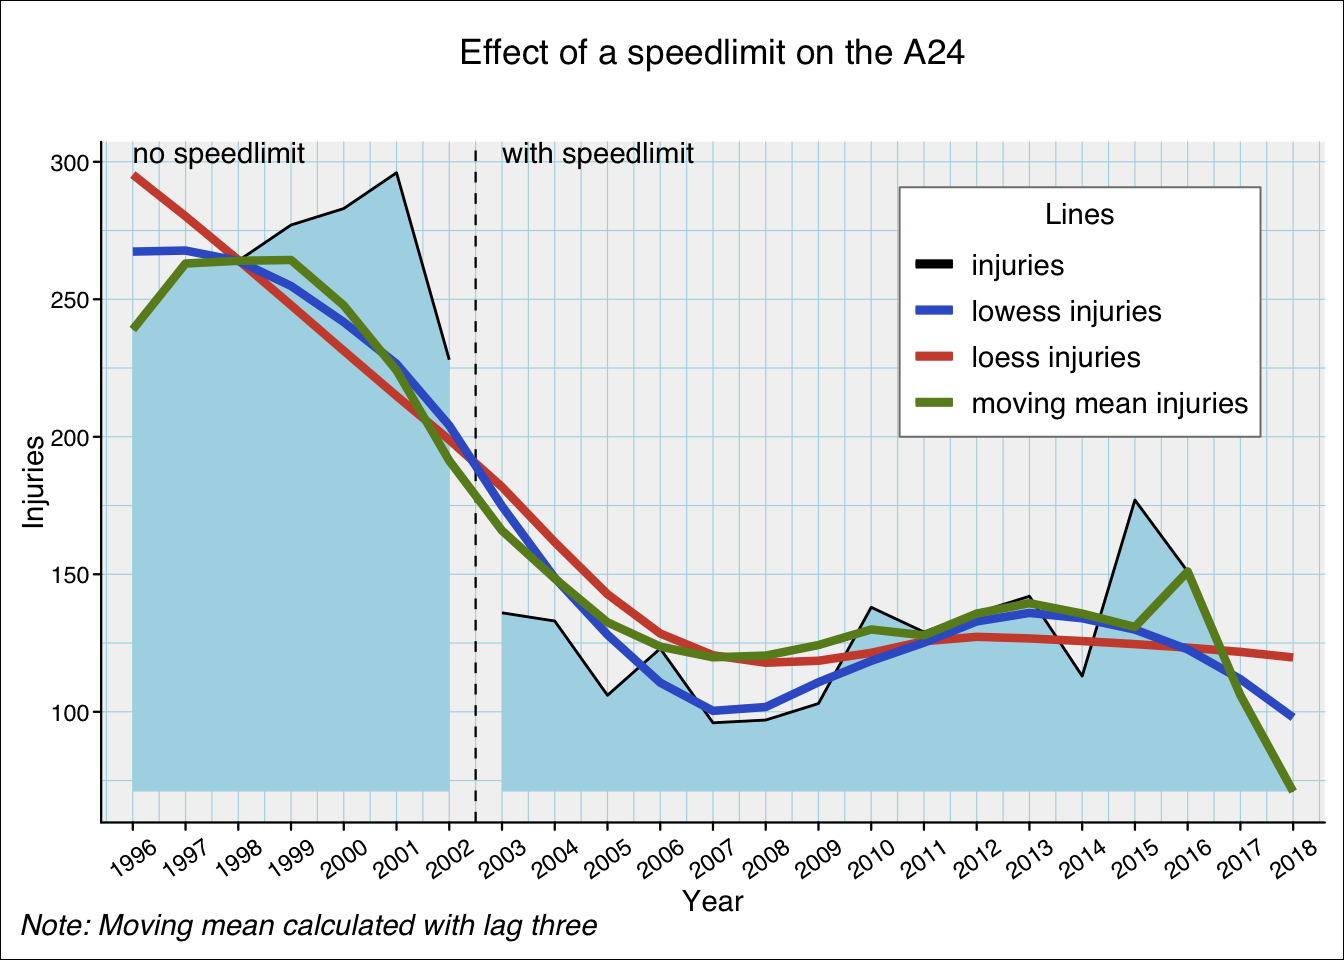 Effect of a speedlimit on the A24
no speedlimit
with speedlimit
300
250
200
150
100
Injuries
Lines
injuries
lowess injuries
loess injuries
moving mean injuries
1996 1997 1998 1999 2000 2001 2002 2003 2004 2005 2006 2007 2008 2009 2010 2011 2012 2013 2014 2015 2016 2017 2018
Year
Note: Moving mean calculated with lag three